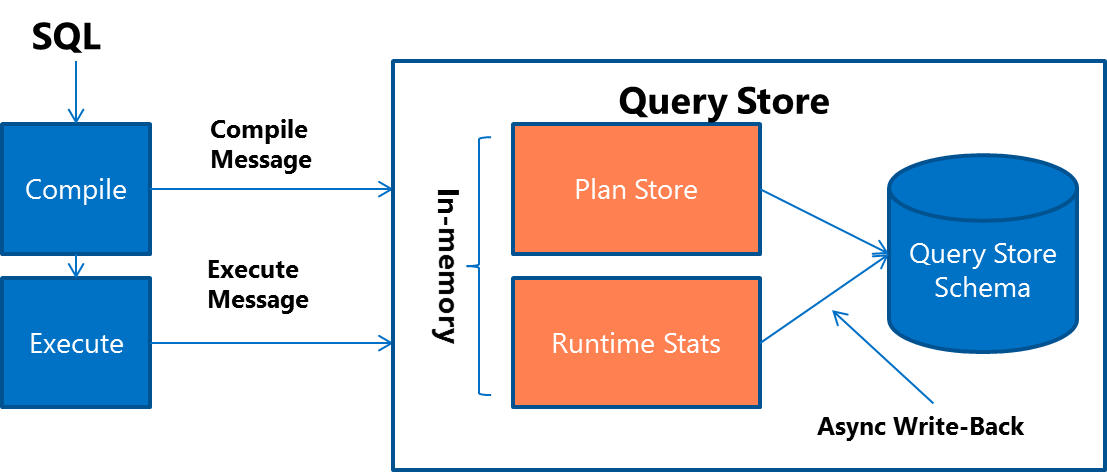 SQL
Query Store
Compile
Message
Compile
Plan Store
In-memory
Query Store
Schema
Execute
Message
Execute
Runtime Stats
Async Write-Back